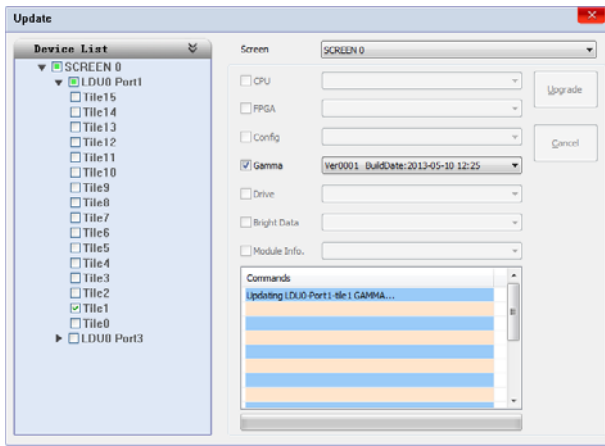 Update
Device List
SCREEN 0
LDU0 Port1
Tile15
Tile14
Tile13
Tile12
Tile11
Tile10
Tile9
Tile8
Tile7
Tile6
Tile5
Tile4
Tile3
Tile2
Tile1
Tile0
LDU0 Port3
Screen SCREEN 0
CPU
FPGA
Config
Gamma Ver0001 BuildDate:2013-05-10 12:25
Drive
Bright Data
Module Info.
Upgrade
Cancel
Commands
Updating LDU0-Port1-tile1 GAMMA...